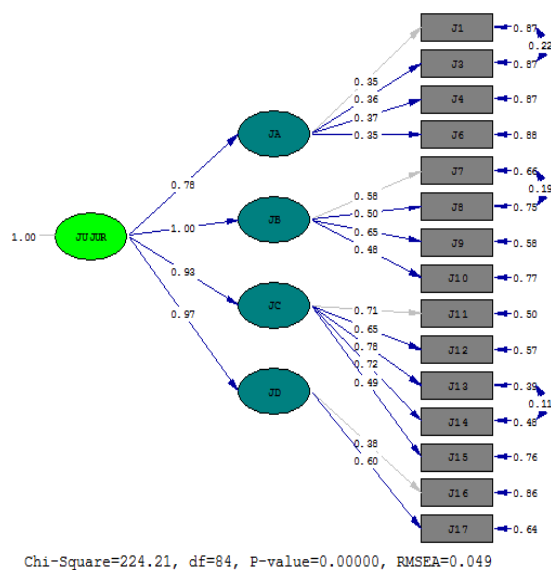 J1
0.87
0.22
J3
0.87
0.35
0.36
J4
0.87
0.37
0.35
JA
J6
0.88
J7
0.66
0.19
0.78
0.58
J8
0.75
0.50
JB
1.00
0.65
J9
0.58
1.00
JUJUR
0.48
J10
0.77
0.93
JC
0.71
J11
0.50
0.65
0.97
0.78
J12
0.57
0.72
0.49
J13
0.39
0.11
JD
J14
0.48
0.38
J15
0.76
0.60
J16
0.86
J17
0.64
Chi-Square=224.21, df=84, P-value=0.00000, RMSEA=0.049